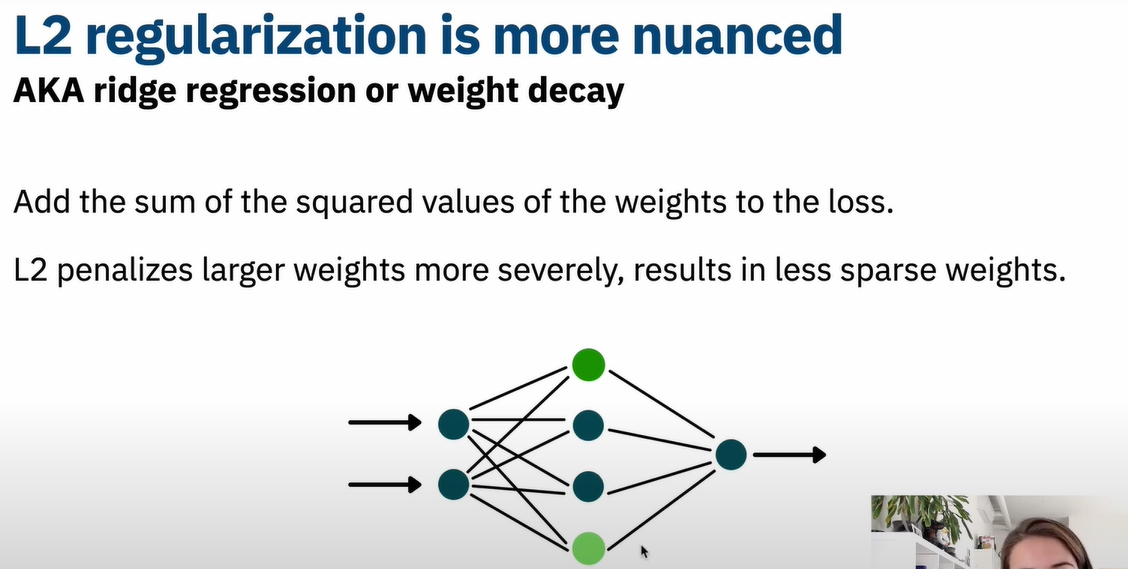 L2 regularization is more nuanced
AKA ridge regression or weight decay
Add the sum of the squared values of the weights to the loss.
L2 penalizes larger weights more severely, results in less sparse weights.